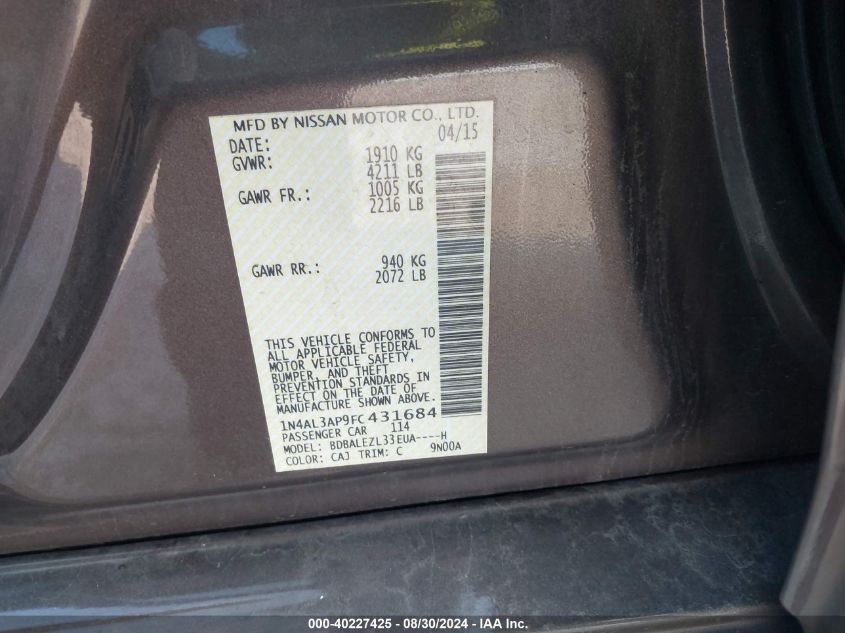 MFD BY NISSAN MOTOR CO., LTD.
DATE: 04/15
GVWR: 1910 KG
4211 LB
GAWR FR.: 1005 KG
2216 LB
GAWR RR.: 940 KG
2072 LB
THIS VEHICLE CONFORMS TO
ALL APPLICABLE FEDERAL
MOTOR VEHICLE SAFETY,
BUMPER, AND THEFT
PREVENTION STANDARDS IN
EFFECT ON THE DATE OF
MANUFACTURE SHOWN ABOVE.
1N4AL3AP9FC431684
PASSENGER CAR 114
MODEL: BDBALEZL33EUA----H
COLOR: CAJ TRIM: C 9N00A
000-40227425 - 08/30/2024 - IAA Inc.